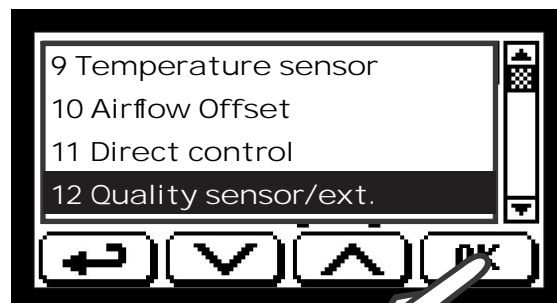 9 Temperature sensor
10 Airflow Offset
11 Direct control
12 Quality sensor/ext.
OK